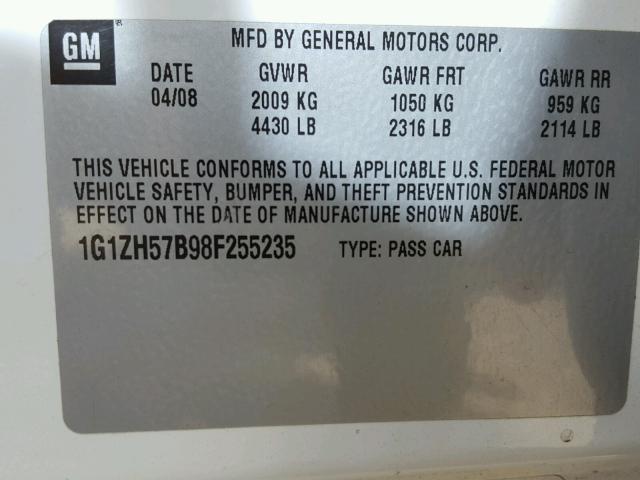 GM
MFD BY GENERAL MOTORS CORP.
DATE GVWR GAWR FRT GAWR RR
04/08 2009 KG 1050 KG 959 KG
4430 LB 2316 LB 2114 LB
THIS VEHICLE CONFORMS TO ALL APPLICABLE U.S. FEDERAL MOTOR
VEHICLE SAFETY, BUMPER, AND THEFT PREVENTION STANDARDS IN
EFFECT ON THE DATE OF MANUFACTURE SHOWN ABOVE.
1G1ZH57B98F255235 TYPE: PASS CAR